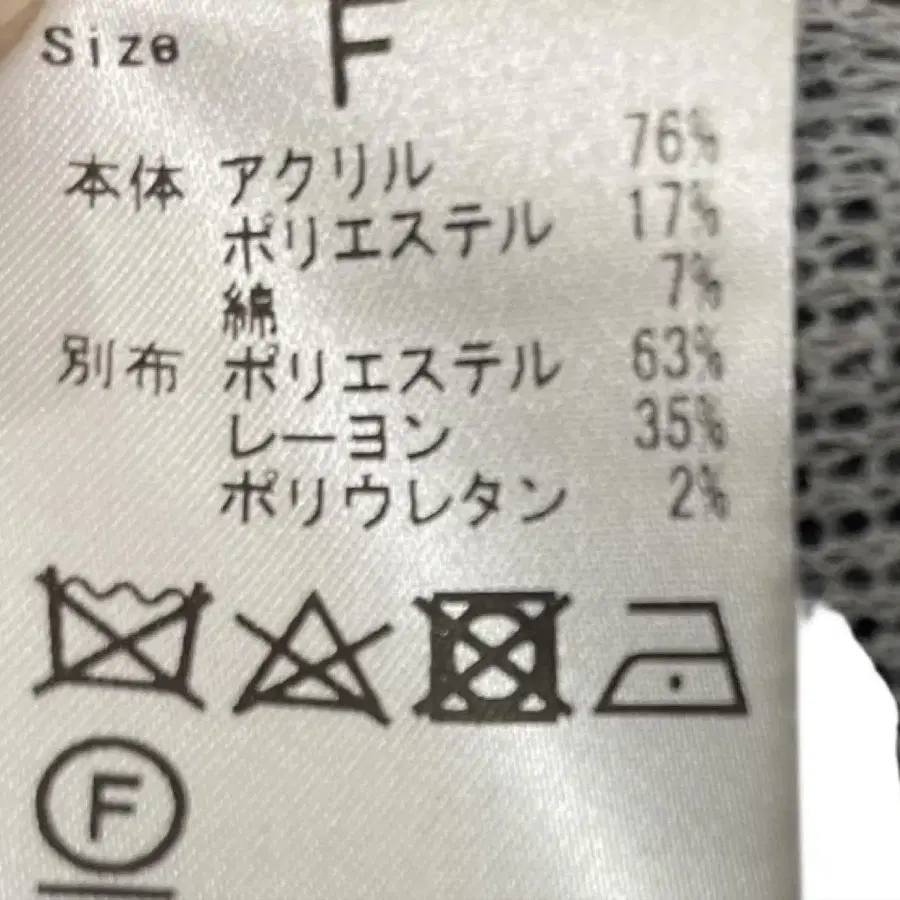 Size F
本体 アクリル 76%
ポリエステル 17%
綿 7%
別布 ポリエステル 63%
レーヨン 35%
ポリウレタン 2%
F